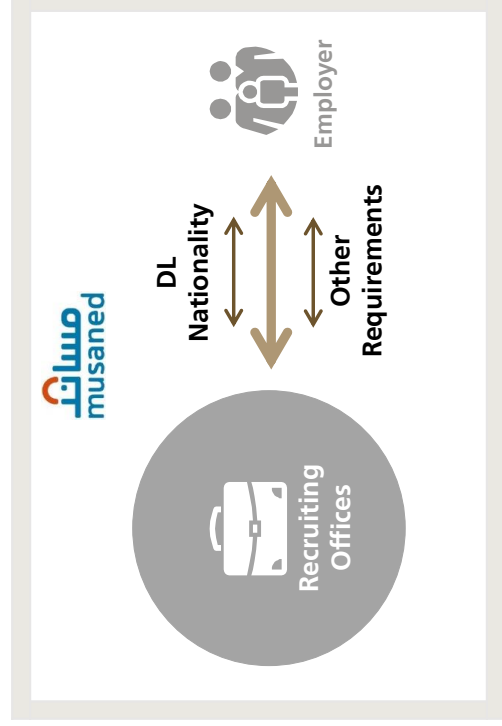 مساند
musaned
DL
Nationality
Other
Requirements
Employer
Recruiting
Offices